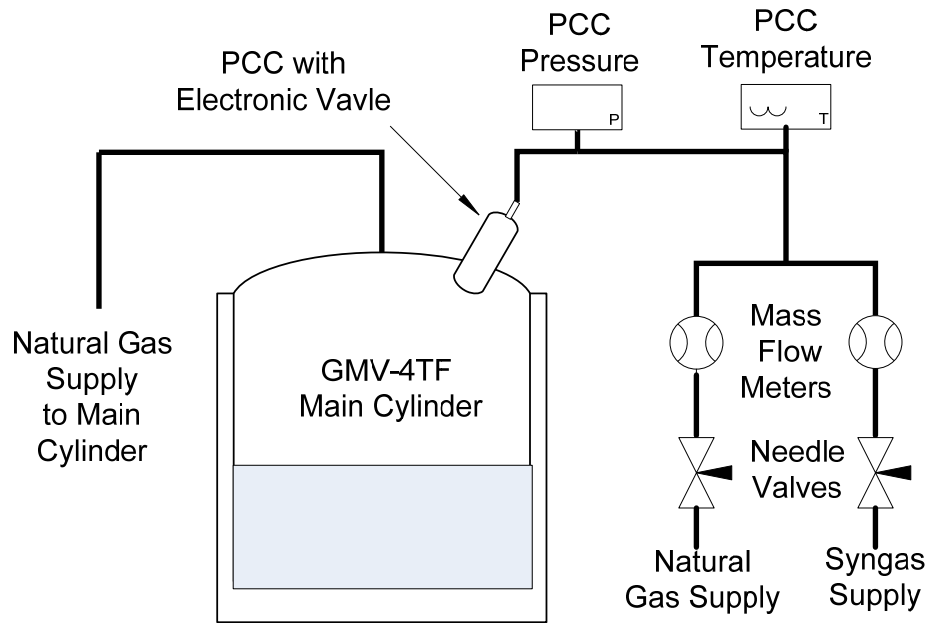 PCC with
Electronic Vavle
PCC
Pressure
P
PCC
Temperature
T
Natural Gas
Supply
to Main
Cylinder
GMV-4TF
Main Cylinder
Mass
Flow
Meters
Needle
Valves
Natural
Gas Supply
Syngas
Supply